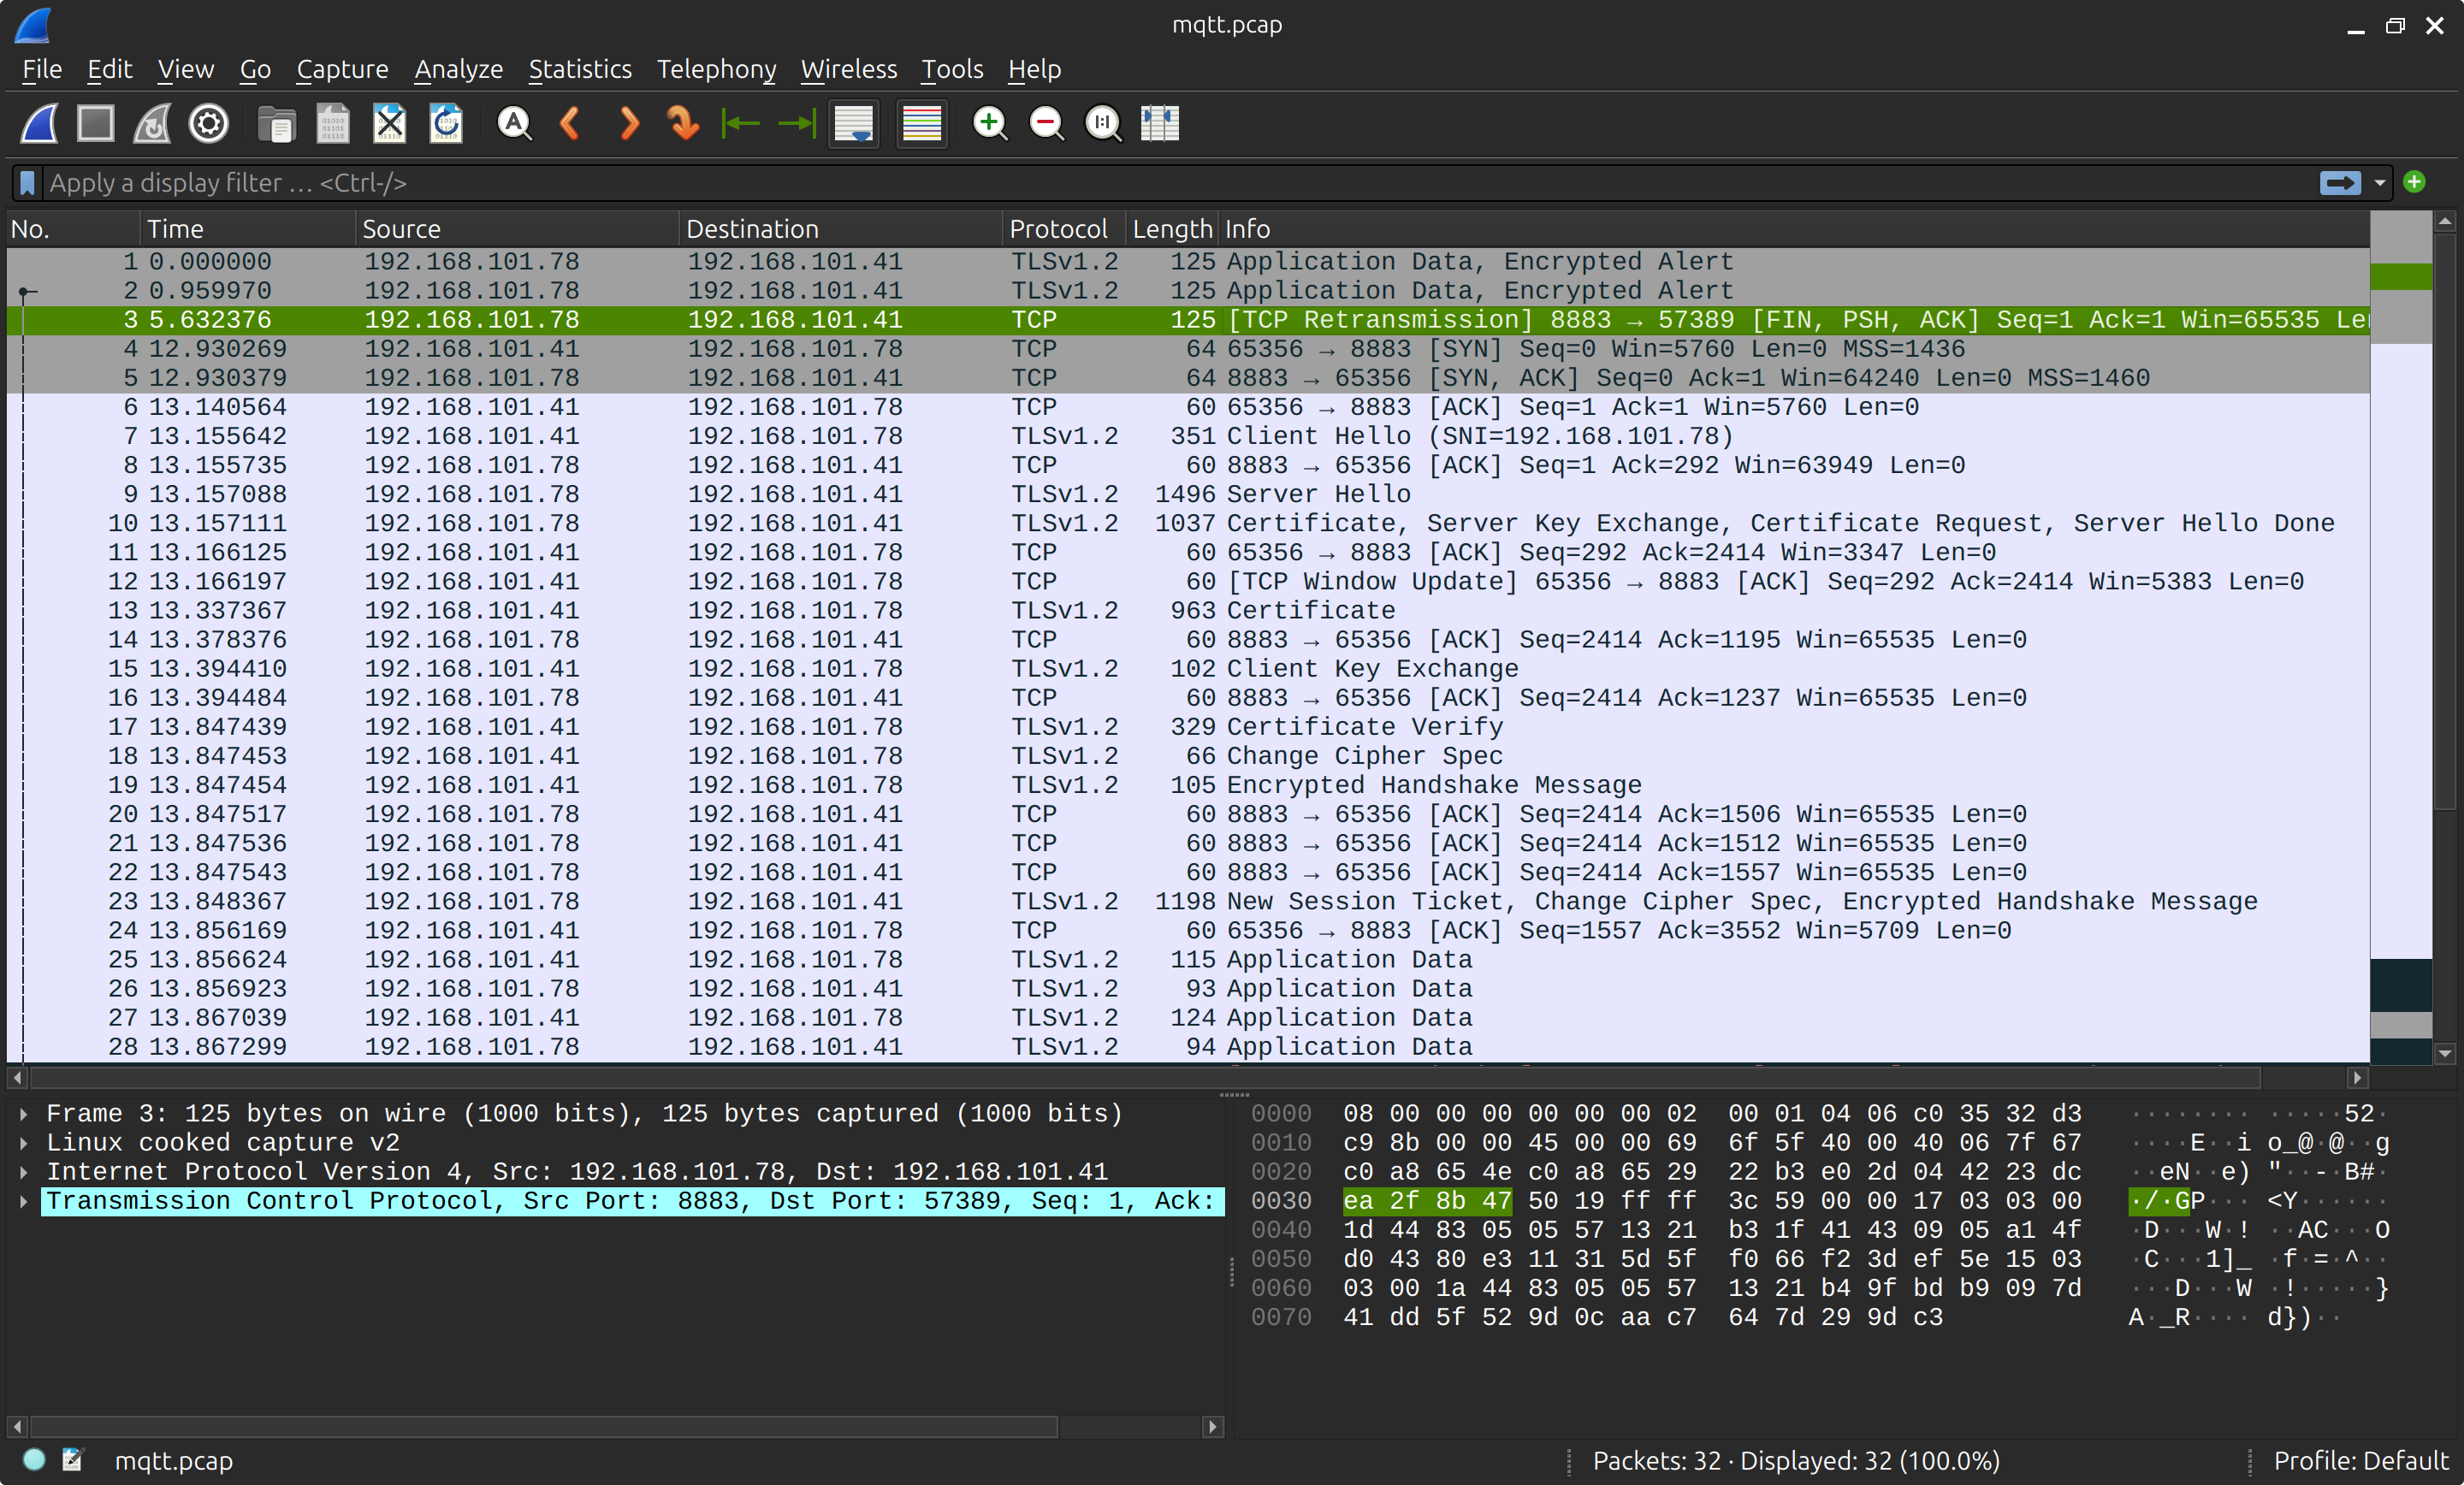 mqtt.pcap
File Edit View Go Capture Analyze Statistics Telephony Wireless Tools Help
Apply a display filter … <Ctrl-/>
No. Time Source Destination Protocol Length Info
1 0.000000 192.168.101.78 192.168.101.41 TLSv1.2 125 Application Data, Encrypted Alert
2 0.959970 192.168.101.78 192.168.101.41 TLSv1.2 125 Application Data, Encrypted Alert
3 5.632376 192.168.101.78 192.168.101.41 TCP 125 [TCP Retransmission] 8883 → 57389 [FIN, PSH, ACK] Seq=1 Ack=1 Win=65535 Le
4 12.930269 192.168.101.41 192.168.101.78 TCP 64 65356 → 8883 [SYN] Seq=0 Win=5760 Len=0 MSS=1436
5 12.930379 192.168.101.78 192.168.101.41 TCP 64 8883 → 65356 [SYN, ACK] Seq=0 Ack=1 Win=64240 Len=0 MSS=1460
6 13.140564 192.168.101.41 192.168.101.78 TCP 60 65356 → 8883 [ACK] Seq=1 Ack=1 Win=5760 Len=0
7 13.155642 192.168.101.41 192.168.101.78 TLSv1.2 351 Client Hello (SNI=192.168.101.78)
8 13.155735 192.168.101.78 192.168.101.41 TCP 60 8883 → 65356 [ACK] Seq=1 Ack=292 Win=63949 Len=0
9 13.157088 192.168.101.78 192.168.101.41 TLSv1.2 1496 Server Hello
10 13.157111 192.168.101.78 192.168.101.41 TLSv1.2 1037 Certificate, Server Key Exchange, Certificate Request, Server Hello Done
11 13.166125 192.168.101.41 192.168.101.78 TCP 60 65356 → 8883 [ACK] Seq=292 Ack=2414 Win=3347 Len=0
12 13.166197 192.168.101.41 192.168.101.78 TCP 60 [TCP Window Update] 65356 → 8883 [ACK] Seq=292 Ack=2414 Win=5383 Len=0
13 13.337367 192.168.101.41 192.168.101.78 TLSv1.2 963 Certificate
14 13.378376 192.168.101.78 192.168.101.41 TCP 60 8883 → 65356 [ACK] Seq=2414 Ack=1195 Win=65535 Len=0
15 13.394410 192.168.101.41 192.168.101.78 TLSv1.2 102 Client Key Exchange
16 13.394484 192.168.101.78 192.168.101.41 TCP 60 8883 → 65356 [ACK] Seq=2414 Ack=1237 Win=65535 Len=0
17 13.847439 192.168.101.41 192.168.101.78 TLSv1.2 329 Certificate Verify
18 13.847453 192.168.101.41 192.168.101.78 TLSv1.2 66 Change Cipher Spec
19 13.847454 192.168.101.41 192.168.101.78 TLSv1.2 105 Encrypted Handshake Message
20 13.847517 192.168.101.78 192.168.101.41 TCP 60 8883 → 65356 [ACK] Seq=2414 Ack=1506 Win=65535 Len=0
21 13.847536 192.168.101.78 192.168.101.41 TCP 60 8883 → 65356 [ACK] Seq=2414 Ack=1512 Win=65535 Len=0
22 13.847543 192.168.101.78 192.168.101.41 TCP 60 8883 → 65356 [ACK] Seq=2414 Ack=1557 Win=65535 Len=0
23 13.848367 192.168.101.78 192.168.101.41 TLSv1.2 1198 New Session Ticket, Change Cipher Spec, Encrypted Handshake Message
24 13.856169 192.168.101.41 192.168.101.78 TCP 60 65356 → 8883 [ACK] Seq=1557 Ack=3552 Win=5709 Len=0
25 13.856624 192.168.101.41 192.168.101.78 TLSv1.2 115 Application Data
26 13.856923 192.168.101.78 192.168.101.41 TLSv1.2 93 Application Data
27 13.867039 192.168.101.41 192.168.101.78 TLSv1.2 124 Application Data
28 13.867299 192.168.101.78 192.168.101.41 TLSv1.2 94 Application Data
Frame 3: 125 bytes on wire (1000 bits), 125 bytes captured (1000 bits)
Linux cooked capture v2
Internet Protocol Version 4, Src: 192.168.101.78, Dst: 192.168.101.41
Transmission Control Protocol, Src Port: 8883, Dst Port: 57389, Seq: 1, Ack:
0000 08 00 00 00 00 00 00 02 00 01 04 06 c0 35 32 d3 ········ ·····52·
0010 c9 8b 00 00 45 00 00 69 6f 5f 40 00 40 06 7f 67 ····E··i o_@·@··g
0020 c0 a8 65 4e c0 a8 65 29 22 b3 e0 2d 04 42 23 dc ··eN··e) "··-·B#·
0030 ea 2f 8b 47 50 19 ff ff 3c 59 00 00 17 03 03 00 ·/·GP··· <Y······
0040 1d 44 83 05 05 57 13 21 b3 1f 41 43 09 05 a1 4f ·D···W·! ··AC···O
0050 d0 43 80 e3 11 31 5d 5f f0 66 f2 3d ef 5e 15 03 ·C···1]_ ·f·=·^··
0060 03 00 1a 44 83 05 05 57 13 21 b4 9f bd b9 09 7d ···D···W ·!·····}
0070 41 dd 5f 52 9d 0c aa c7 64 7d 29 9d c3 A·_R···· d})··
mqtt.pcap
Packets: 32 · Displayed: 32 (100.0%)
Profile: Default